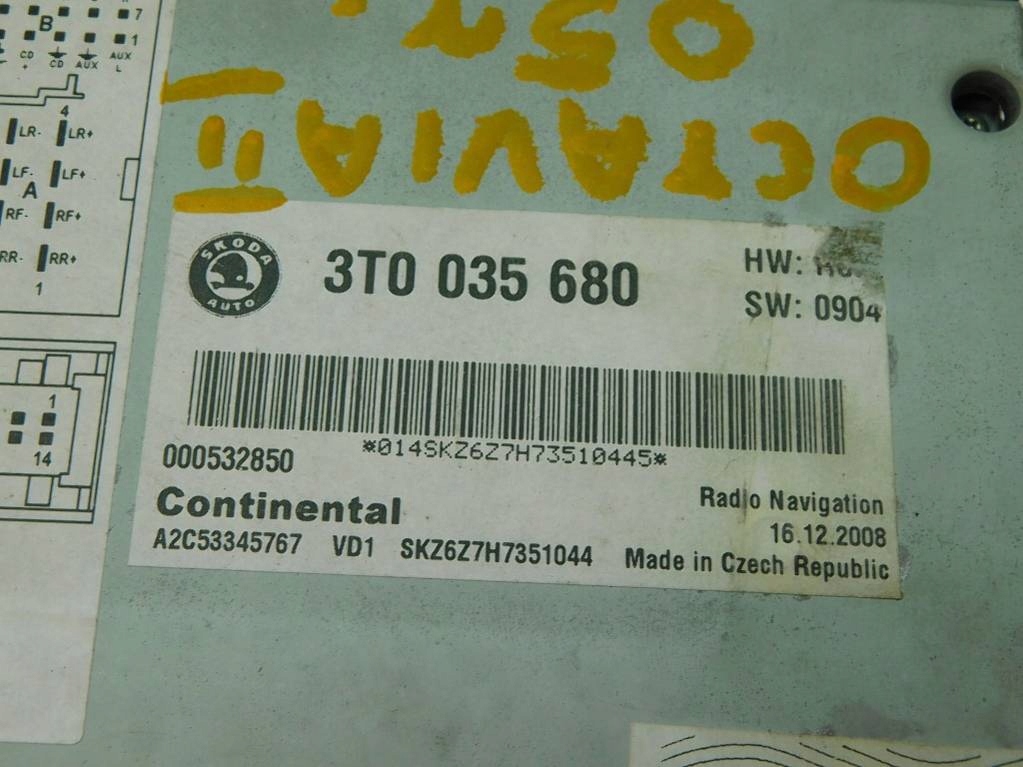 B
7
1
CD +
CD
AUX
AUX L
4
LR- LR+
LF- LF+
A
RF- RF+
RR- RR+
1
1
14
OCTAVIA II
05r.
SKODA
AUTO
3T0 035 680
HW:
SW: 0904
*014SKZ6Z7H73510445*
000532850
Continental
Radio Navigation
16.12.2008
A2C53345767 VD1 SKZ6Z7H7351044 Made in Czech Republic